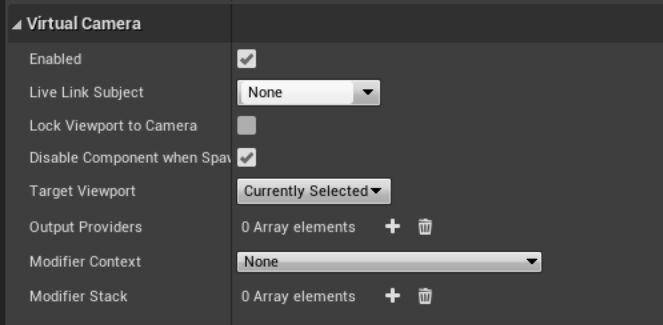 Virtual Camera
Enabled
Live Link Subject None
Lock Viewport to Camera
Disable Component when Spaw
Target Viewport Currently Selected
Output Providers 0 Array elements
Modifier Context None
Modifier Stack 0 Array elements